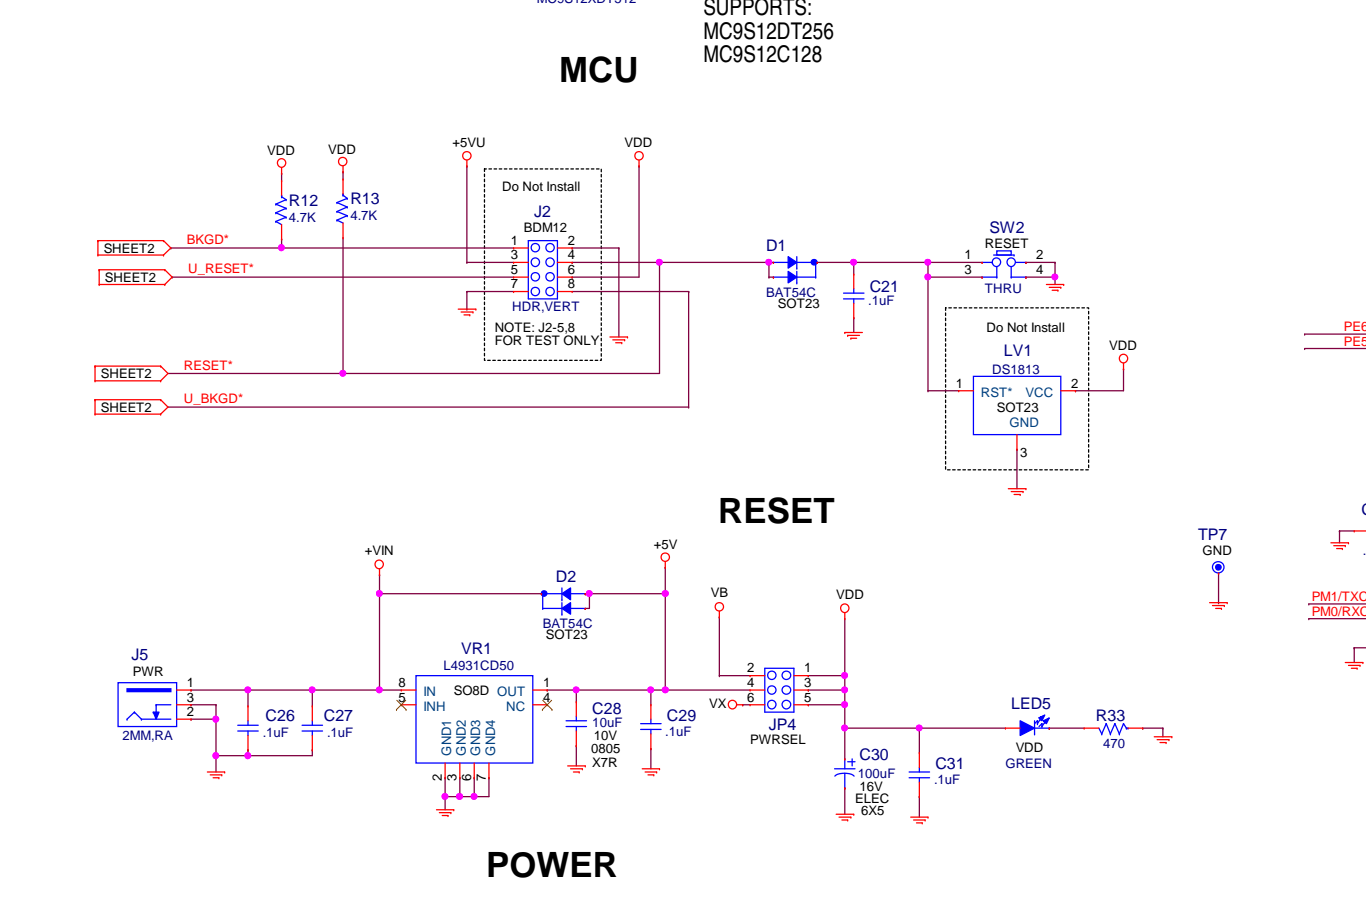 SUPPORTS:
MC9S12DT256
MC9S12C128
MCU
VDD
VDD
+5VU
VDD
R12
4.7K
R13
4.7K
Do Not Install
J2
BDM12
1
2
3
4
5
6
7
8
HDR,VERT
NOTE: J2-5,8
FOR TEST ONLY
SHEET2
BKGD*
SHEET2
U_RESET*
SHEET2
RESET*
SHEET2
U_BKGD*
D1
BAT54C
SOT23
C21
.1uF
SW2
RESET
1
2
3
4
THRU
Do Not Install
LV1
DS1813
1
RST*
VCC
2
SOT23
GND
3
VDD
PE6
PE5
RESET
+VIN
+5V
D2
BAT54C
SOT23
J5
PWR
1
3
2
2MM,RA
C26
.1uF
C27
.1uF
VR1
L4931CD50
8
IN
SO8D
OUT
1
5
INH
NC
4
GND1
GND2
GND3
GND4
2
3
6
7
C28
10uF
10V
0805
X7R
C29
.1uF
VB
VDD
2
1
4
3
VX
6
5
JP4
PWRSEL
C30
+
100uF
16V
ELEC
6X5
C31
.1uF
LED5
VDD
GREEN
R33
470
TP7
GND
PM1/TXC
PM0/RXC
POWER